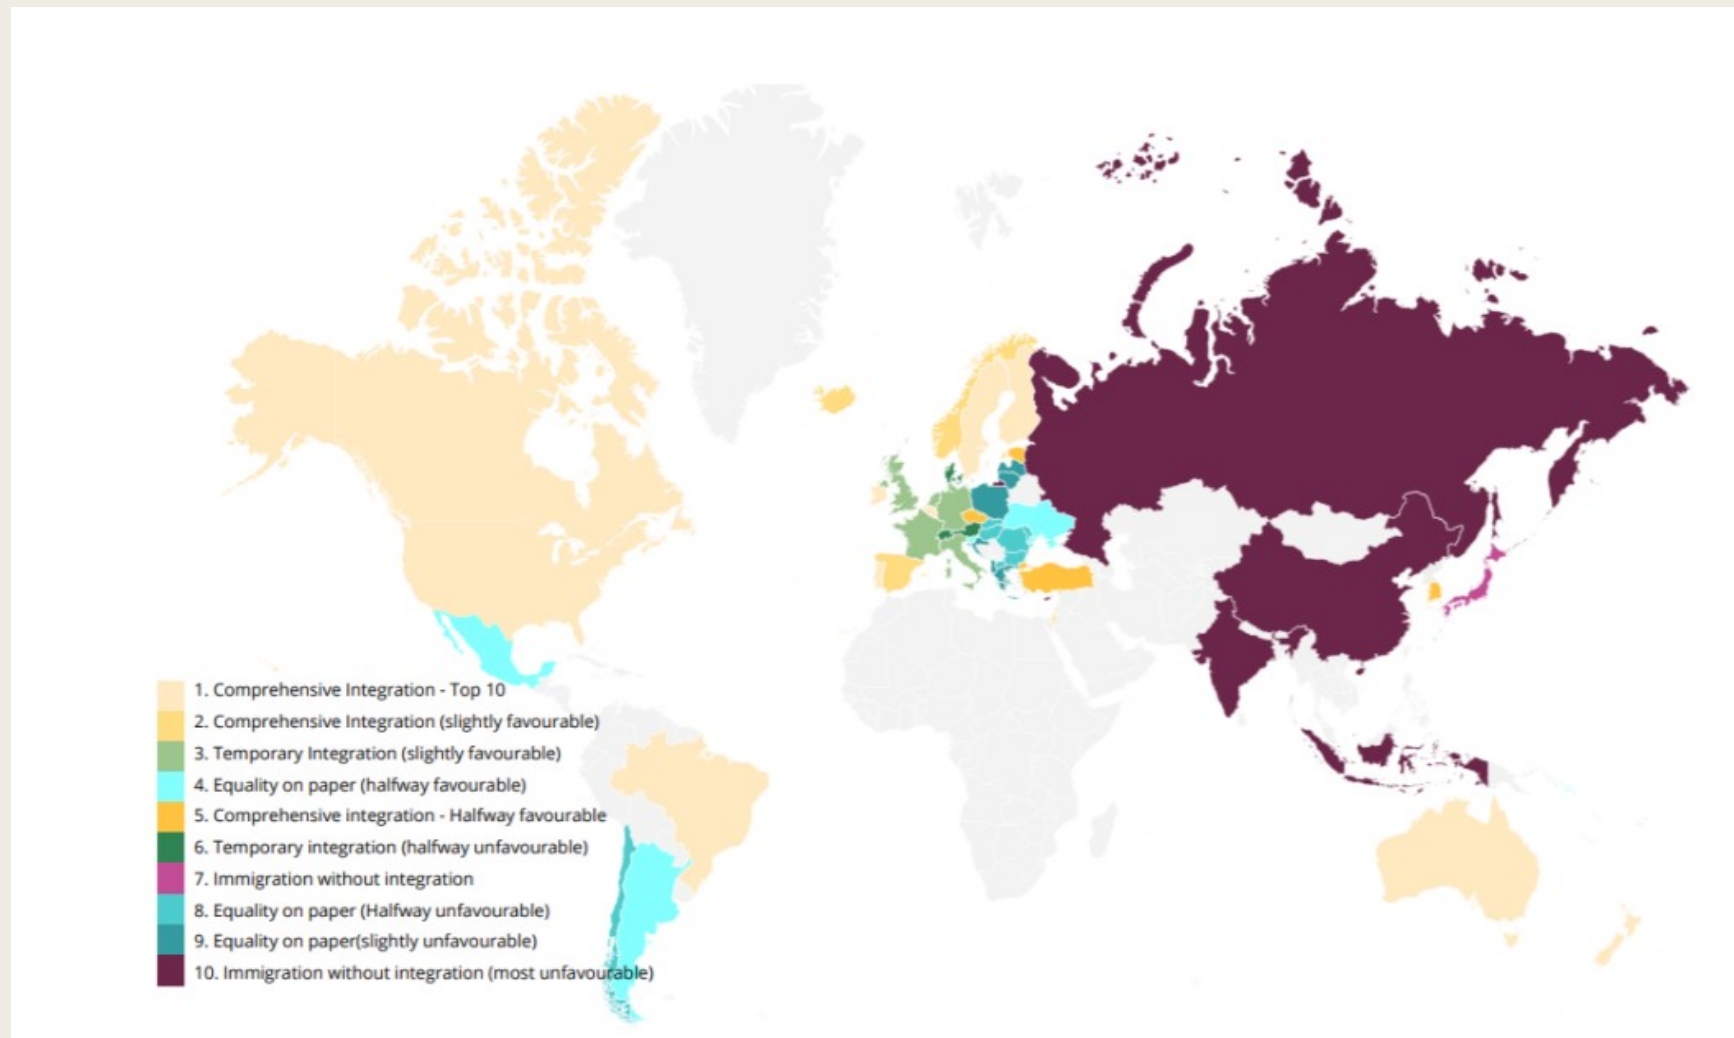 1. Comprehensive Integration - Top 10
2. Comprehensive Integration (slightly favourable)
3. Temporary Integration (slightly favourable)
4. Equality on paper (halfway favourable)
5. Comprehensive integration - Halfway favourable
6. Temporary integration (halfway unfavourable)
7. Immigration without integration
8. Equality on paper (Halfway unfavourable)
9. Equality on paper(slightly unfavourable)
10. Immigration without integration (most unfavourable)